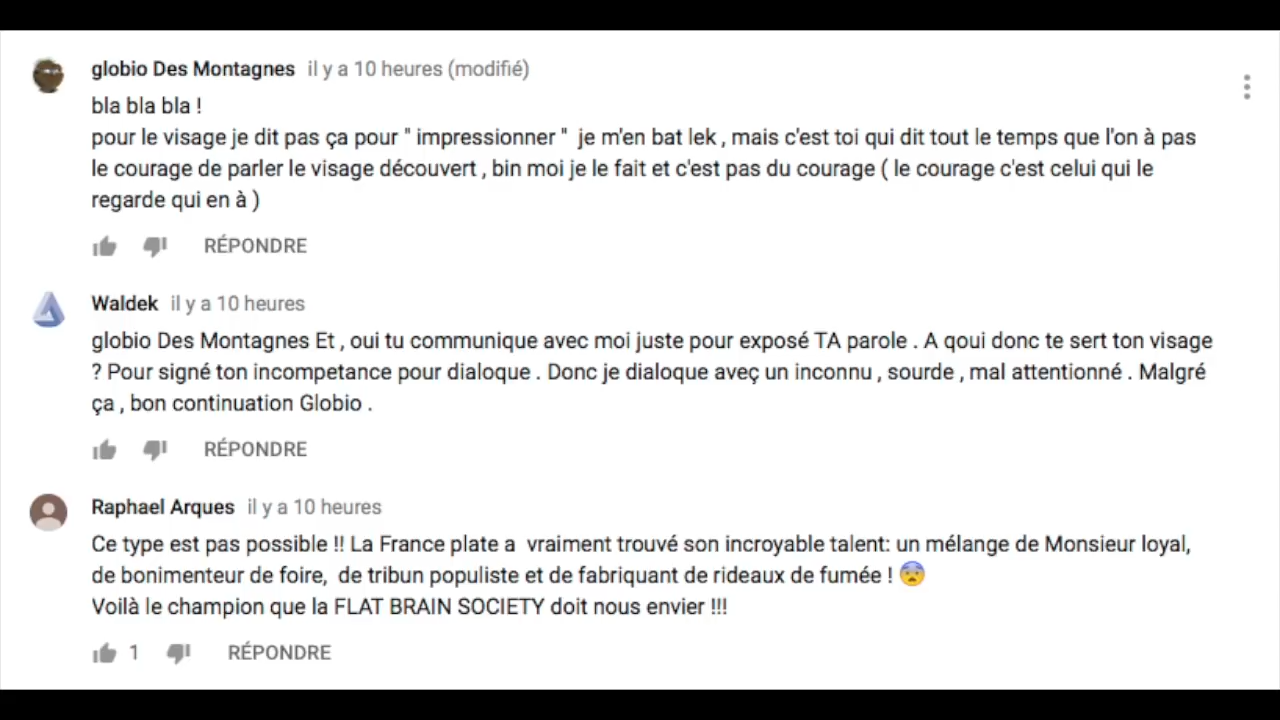 globio Des Montagnes il y a 10 heures (modifié)
bla bla bla !
pour le visage je dit pas ça pour " impressionner " je m'en bat lek , mais c'est toi qui dit tout le temps que l'on à pas
le courage de parler le visage découvert , bin moi je le fait et c'est pas du courage ( le courage c'est celui qui le
regarde qui en à )
RÉPONDRE
Waldek il y a 10 heures
globio Des Montagnes Et , oui tu communique avec moi juste pour exposé TA parole . A qoui donc te sert ton visage
? Pour signé ton incompetance pour dialoque . Donc je dialoque aveç un inconnu , sourde , mal attentionné . Malgré
ça , bon continuation Globio .
RÉPONDRE
Raphael Arques il y a 10 heures
Ce type est pas possible !! La France plate a vraiment trouvé son incroyable talent: un mélange de Monsieur loyal,
de bonimenteur de foire, de tribun populiste et de fabriquant de rideaux de fumée ! 😨
Voilà le champion que la FLAT BRAIN SOCIETY doit nous envier !!!
1 RÉPONDRE